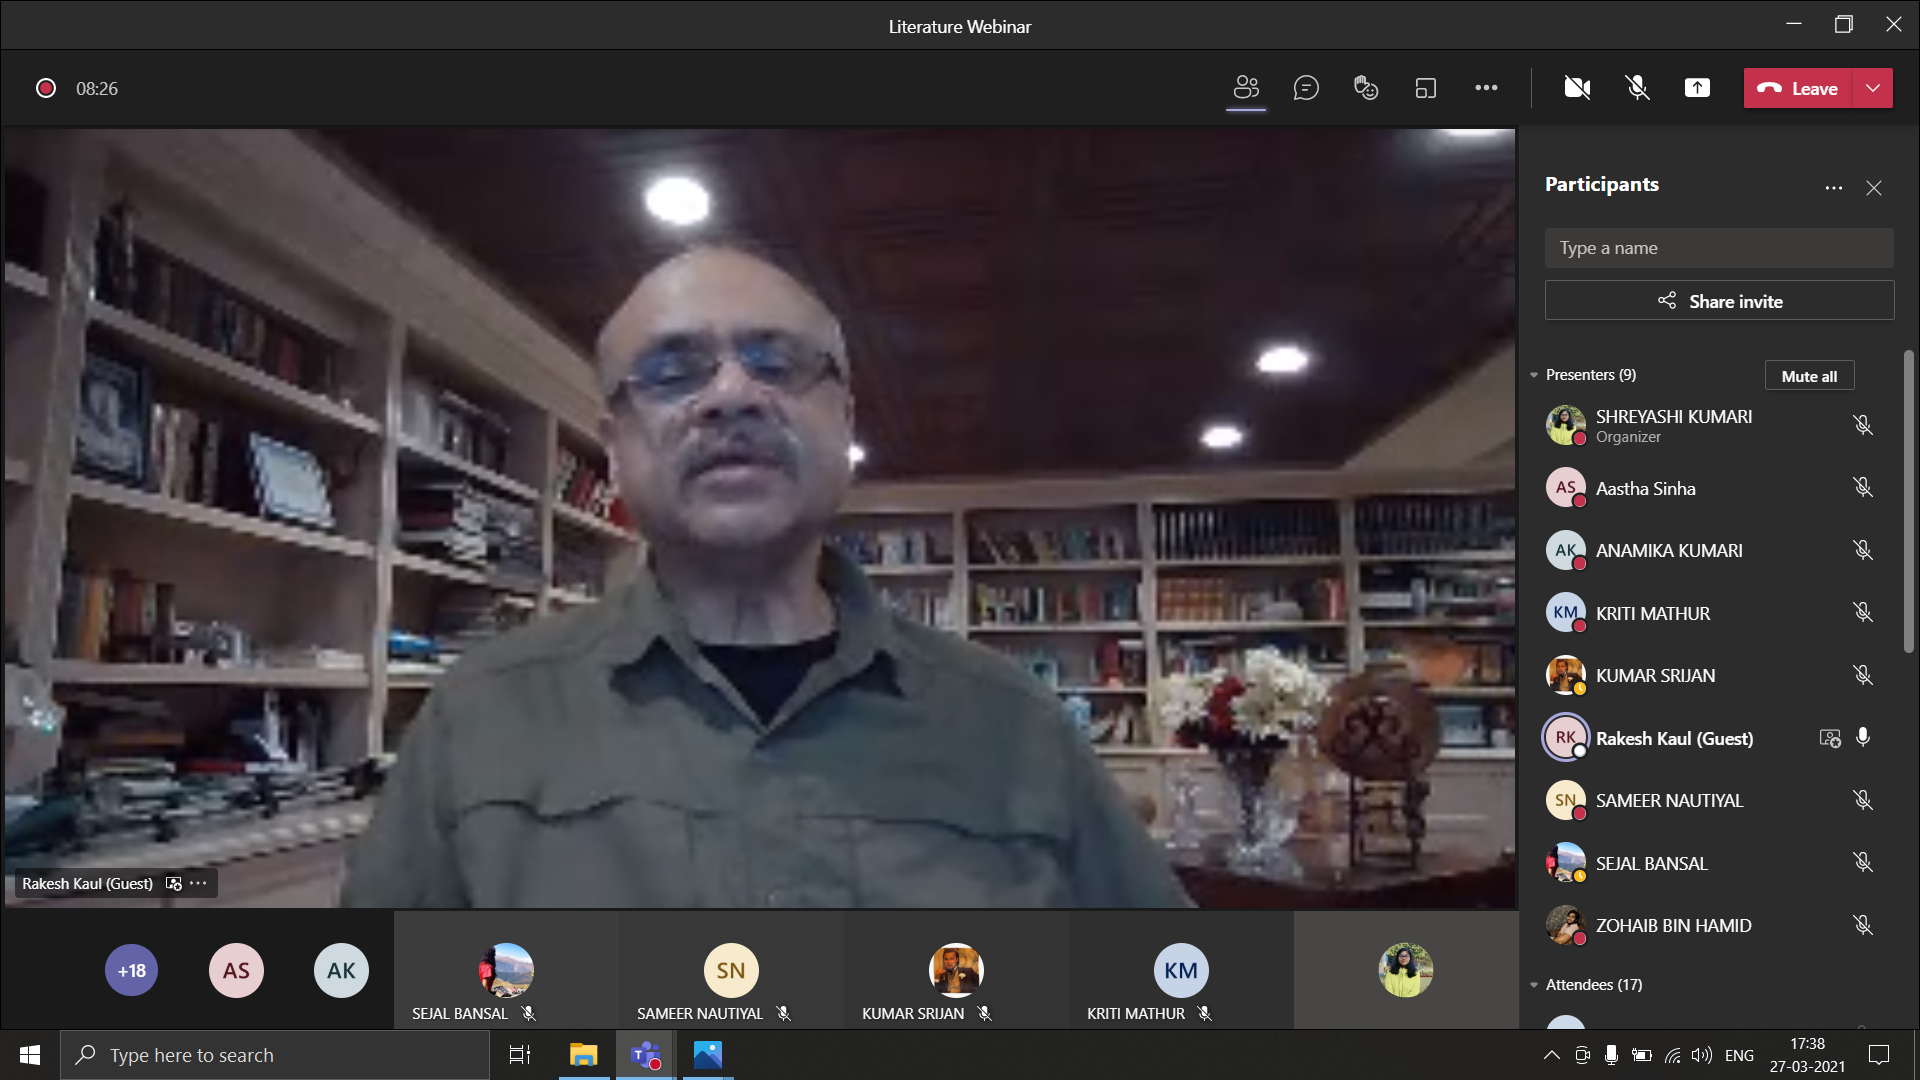 Literature Webinar
08:26
Leave
Participants
Type a name
Share invite
Presenters (9)
Mute all
SHREYASHI KUMARI
Organizer
AS
Aastha Sinha
AK
ANAMIKA KUMARI
KM
KRITI MATHUR
KUMAR SRIJAN
RK
Rakesh Kaul (Guest)
SN
SAMEER NAUTIYAL
SEJAL BANSAL
ZOHAIB BIN HAMID
Attendees (17)
Rakesh Kaul (Guest)
+18
AS
AK
SEJAL BANSAL
SN
SAMEER NAUTIYAL
KUMAR SRIJAN
KM
KRITI MATHUR
Type here to search
T
ENG
17:38
27-03-2021